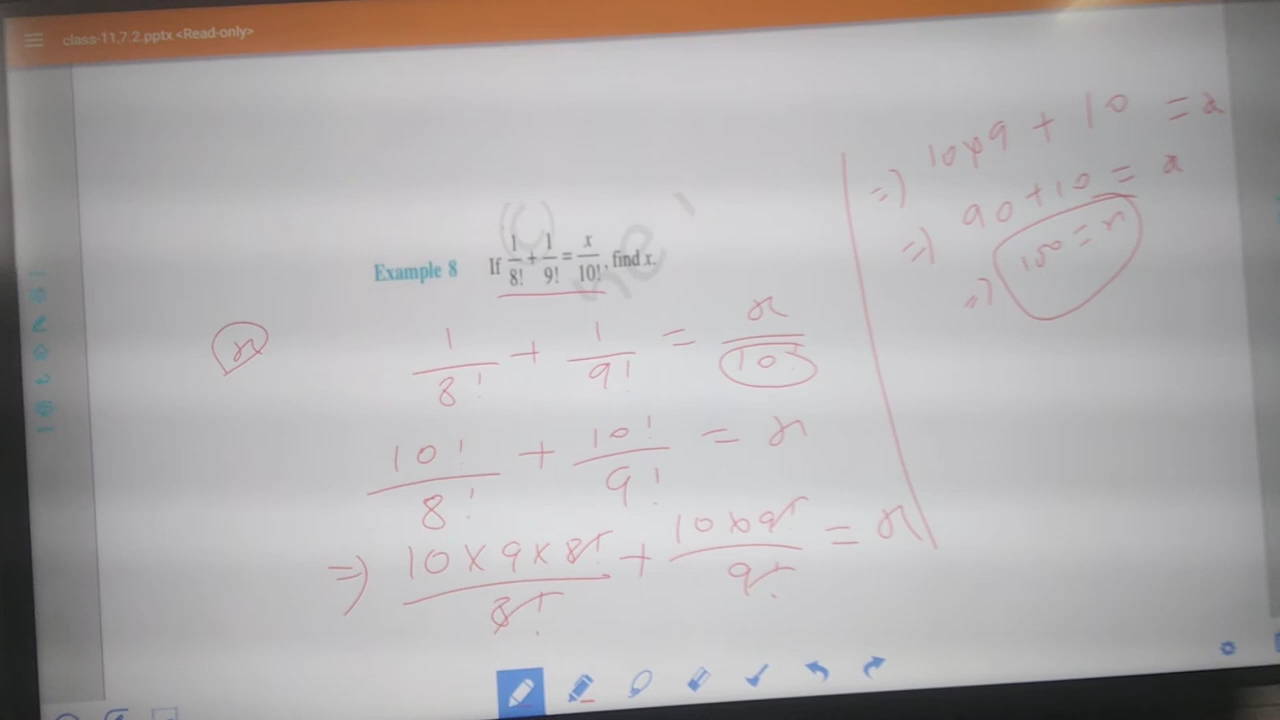 class-11,7.2.pptx <Read-only>
Example 8 If 1/8! + 1/9! = x/10!, find x.
x
1/8! + 1/9! = x/10!
10!/8! + 10!/9! = x
=> 10 x 9 x 8!/8! + 10 x 9!/9! = x
=> 10 x 9 + 10 = x
=> 90 + 10 = x
=> 100 = x